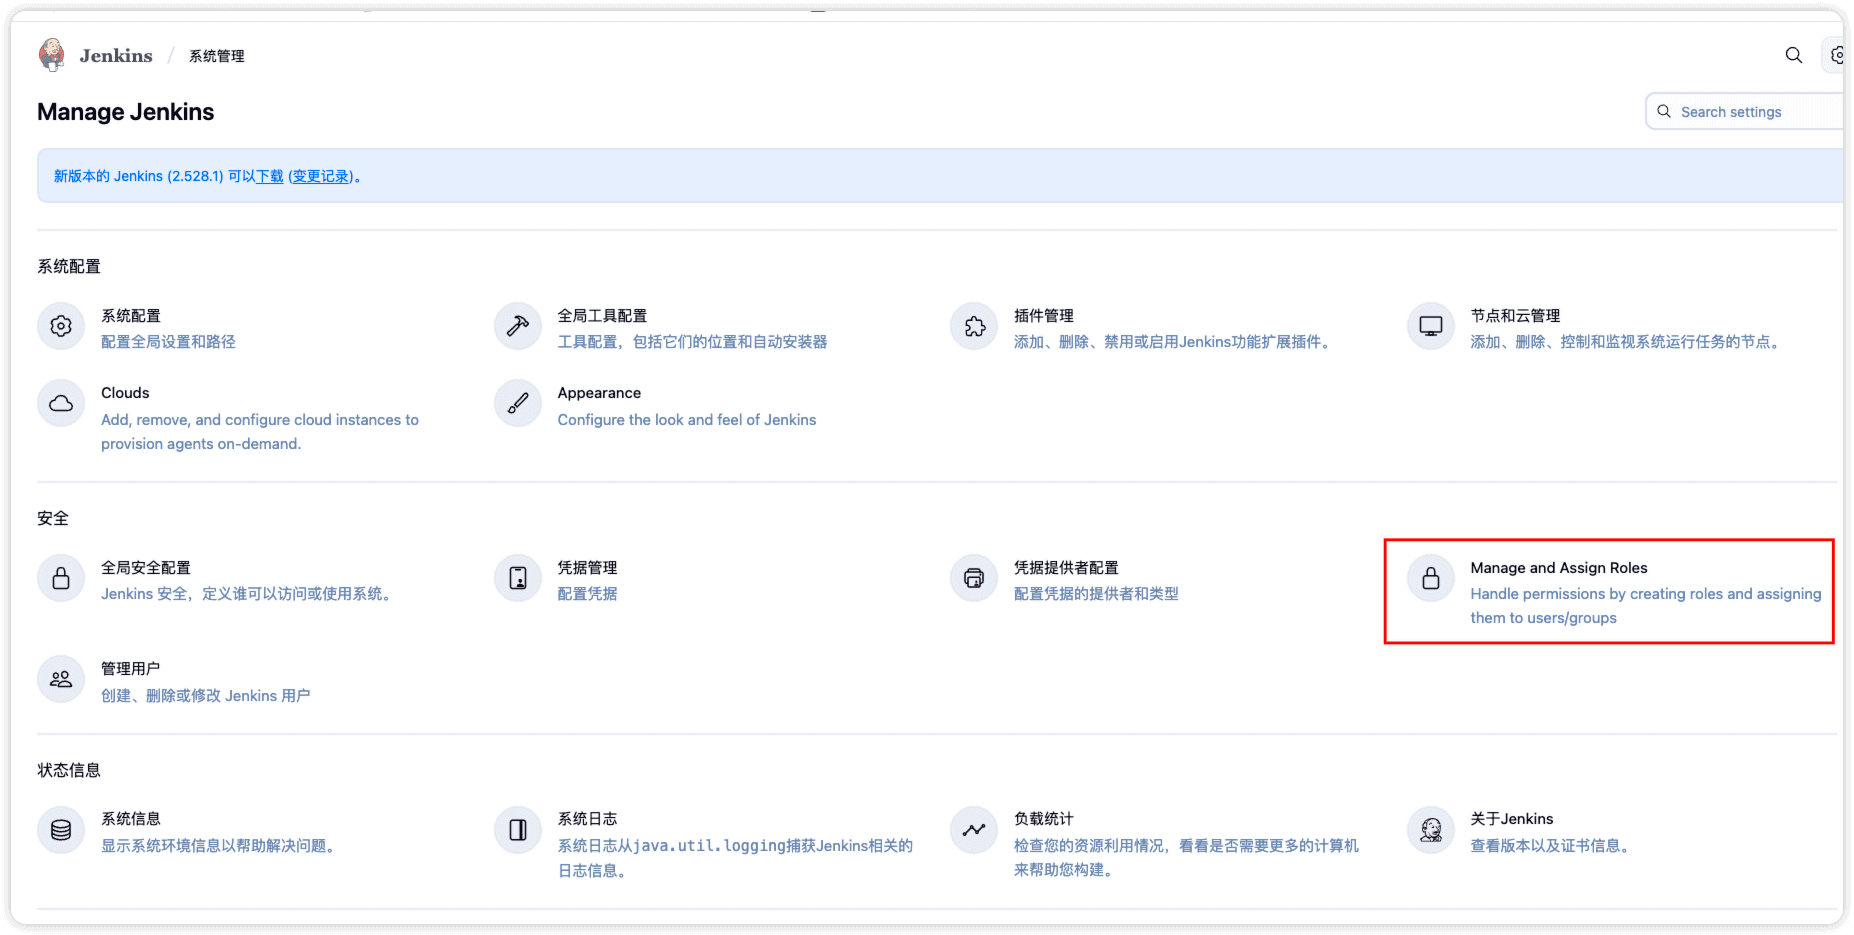 Jenkins / 系统管理
Manage Jenkins
Search settings
新版本的 Jenkins (2.528.1) 可以下载 (变更记录)。
系统配置
系统配置
配置全局设置和路径
全局工具配置
工具配置，包括它们的位置和自动安装器
插件管理
添加、删除、禁用或启用Jenkins功能扩展插件。
节点和云管理
添加、删除、控制和监视系统运行任务的节点。
Clouds
Add, remove, and configure cloud instances to
provision agents on-demand.
Appearance
Configure the look and feel of Jenkins
安全
全局安全配置
Jenkins 安全，定义谁可以访问或使用系统。
凭据管理
配置凭据
凭据提供者配置
配置凭据的提供者和类型
Manage and Assign Roles
Handle permissions by creating roles and assigning
them to users/groups
管理用户
创建、删除或修改 Jenkins 用户
状态信息
系统信息
显示系统环境信息以帮助解决问题。
系统日志
系统日志从java.util.logging捕获Jenkins相关的
日志信息。
负载统计
检查您的资源利用情况，看看是否需要更多的计算机
来帮助您构建。
关于Jenkins
查看版本以及证书信息。